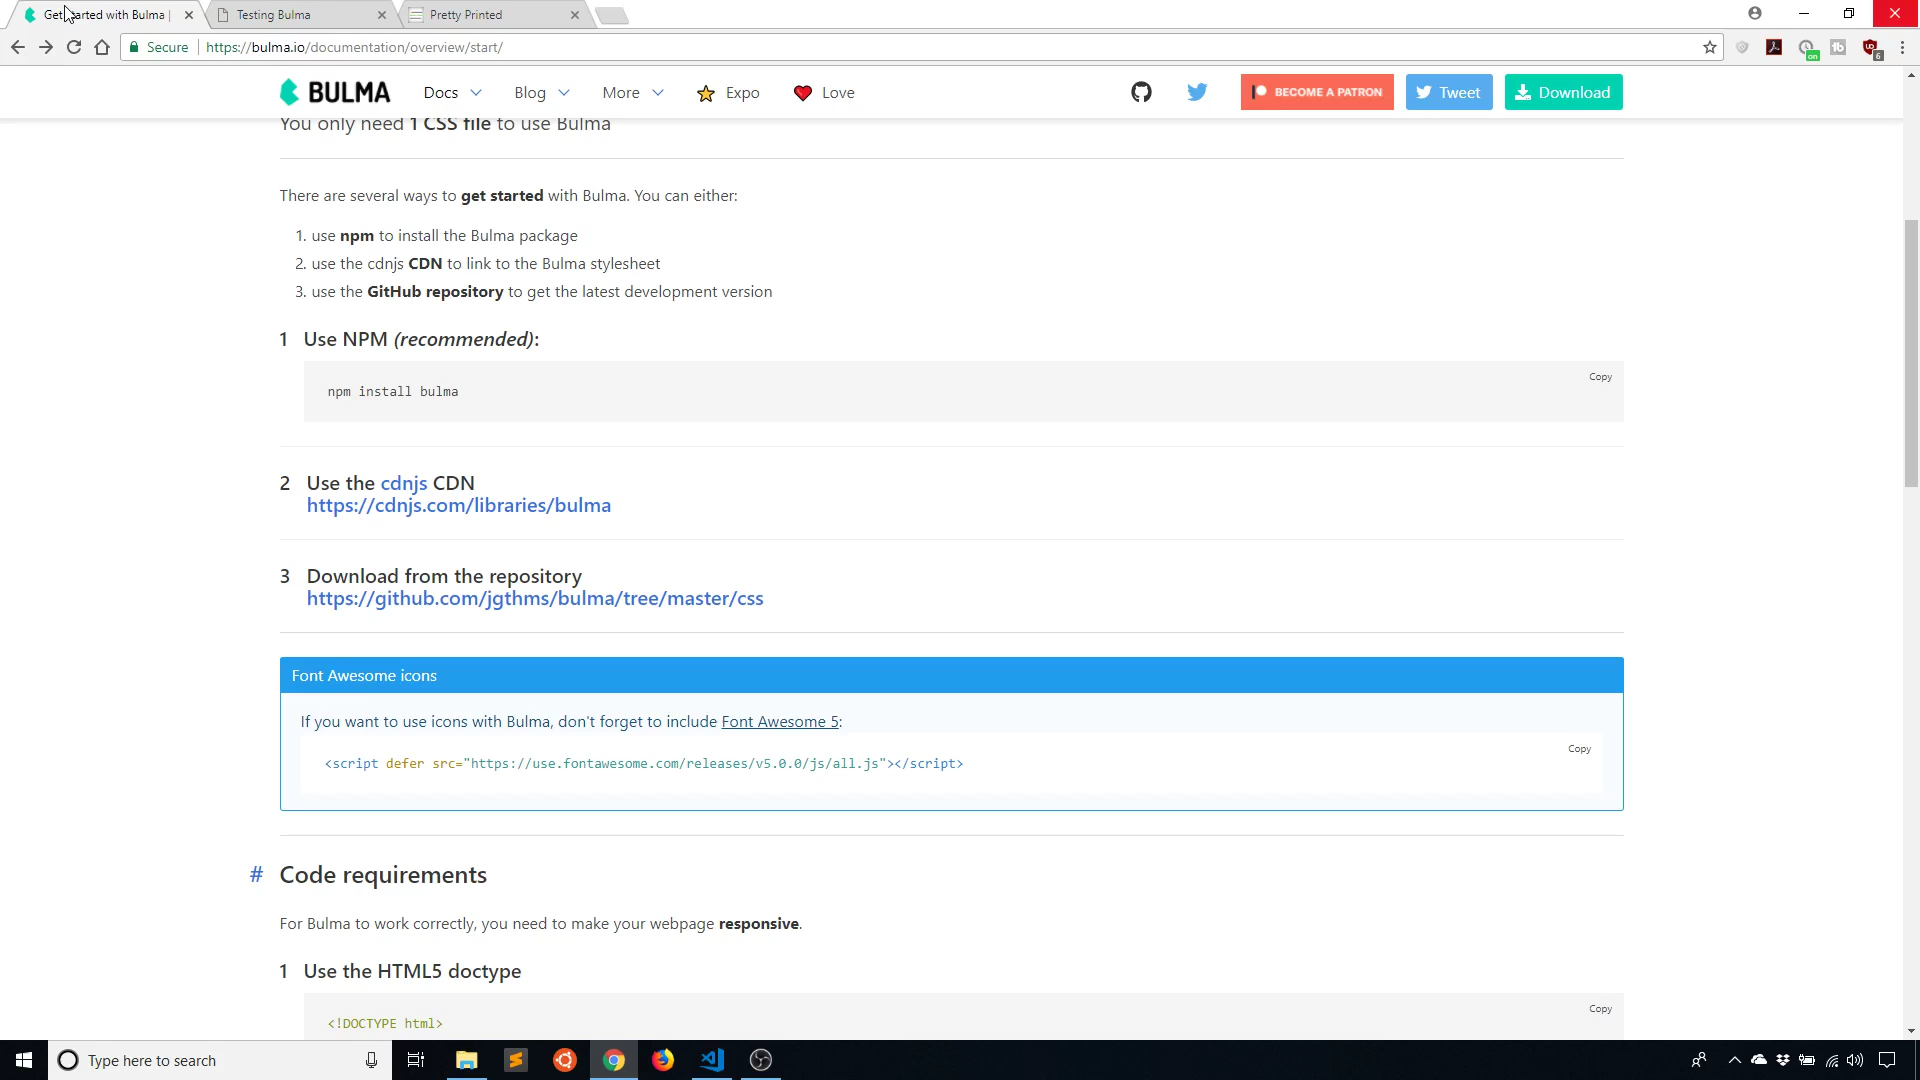 Get started with Bulma |
Testing Bulma
Pretty Printed
Secure https://bulma.io/documentation/overview/start/
on
6
BULMA Docs Blog More Expo Love BECOME A PATRON Tweet Download
You only need 1 CSS file to use Bulma
There are several ways to get started with Bulma. You can either:
1. use npm to install the Bulma package
2. use the cdnjs CDN to link to the Bulma stylesheet
3. use the GitHub repository to get the latest development version
1 Use NPM (recommended):
Copy
npm install bulma
2 Use the cdnjs CDN
https://cdnjs.com/libraries/bulma
3 Download from the repository
https://github.com/jgthms/bulma/tree/master/css
Font Awesome icons
If you want to use icons with Bulma, don't forget to include Font Awesome 5:
Copy
<script defer src="https://use.fontawesome.com/releases/v5.0.0/js/all.js"></script>
# Code requirements
For Bulma to work correctly, you need to make your webpage responsive.
1 Use the HTML5 doctype
Copy
<!DOCTYPE html>
Type here to search